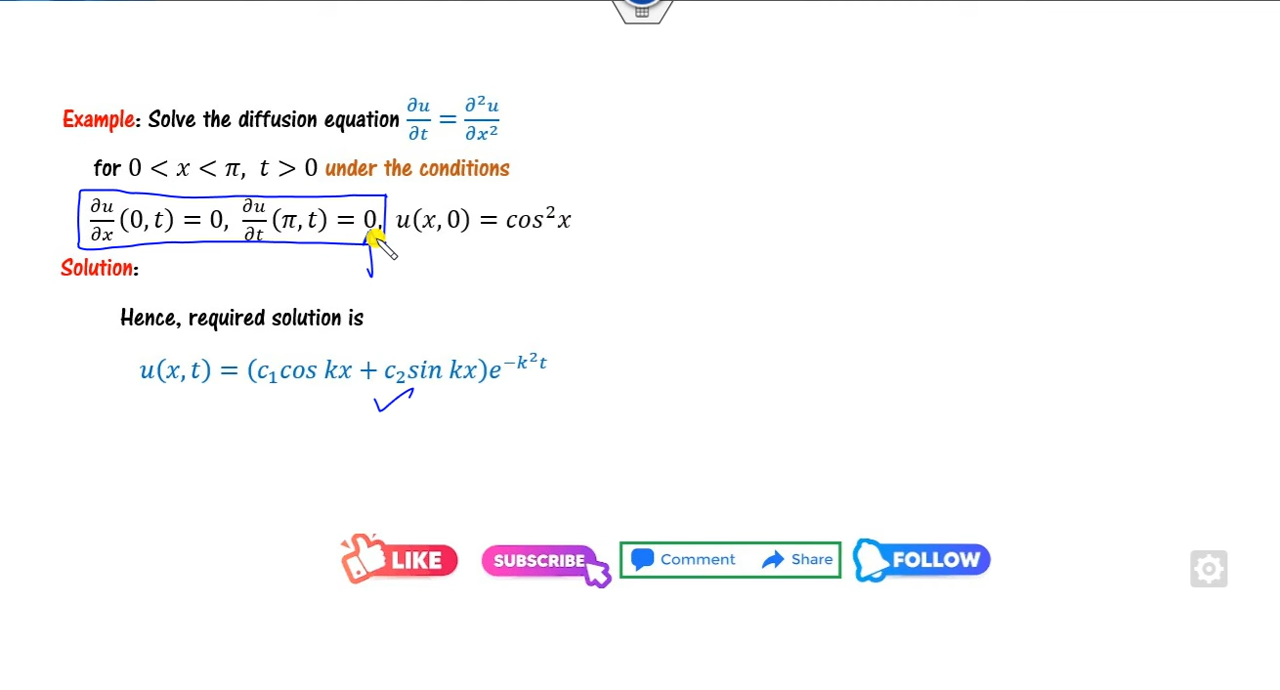 Example: Solve the diffusion equation ∂u/∂t = ∂²u/∂x²
for 0 < x < π, t > 0 under the conditions
∂u/∂x (0, t) = 0, ∂u/∂t (π, t) = 0, u(x, 0) = cos²x
Solution:
Hence, required solution is
u(x, t) = (c₁cos kx + c₂sin kx)e^(−k²t)
LIKE SUBSCRIBE Comment Share FOLLOW